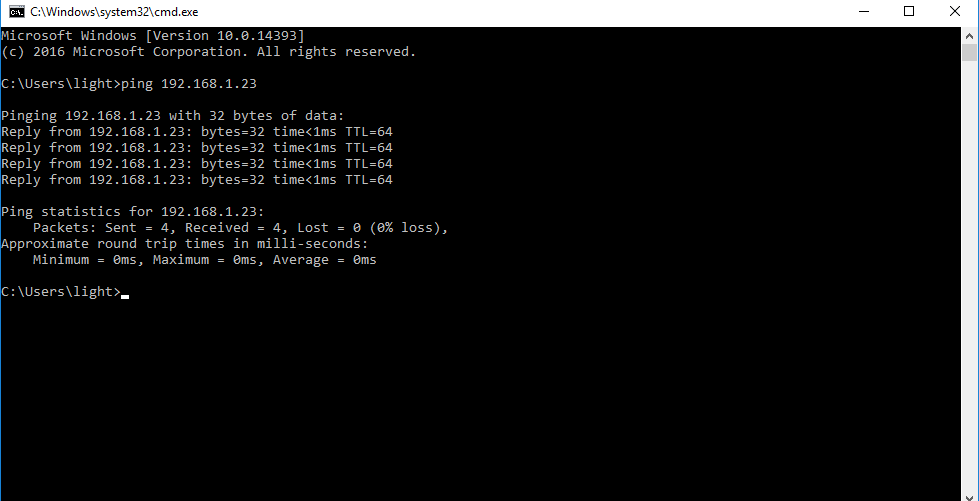 C:\Windows\system32\cmd.exe
Microsoft Windows [Version 10.0.14393]
(c) 2016 Microsoft Corporation. All rights reserved.
C:\Users\light>ping 192.168.1.23
Pinging 192.168.1.23 with 32 bytes of data:
Reply from 192.168.1.23: bytes=32 time<1ms TTL=64
Reply from 192.168.1.23: bytes=32 time<1ms TTL=64
Reply from 192.168.1.23: bytes=32 time<1ms TTL=64
Reply from 192.168.1.23: bytes=32 time<1ms TTL=64
Ping statistics for 192.168.1.23:
    Packets: Sent = 4, Received = 4, Lost = 0 (0% loss),
Approximate round trip times in milli-seconds:
    Minimum = 0ms, Maximum = 0ms, Average = 0ms
C:\Users\light>